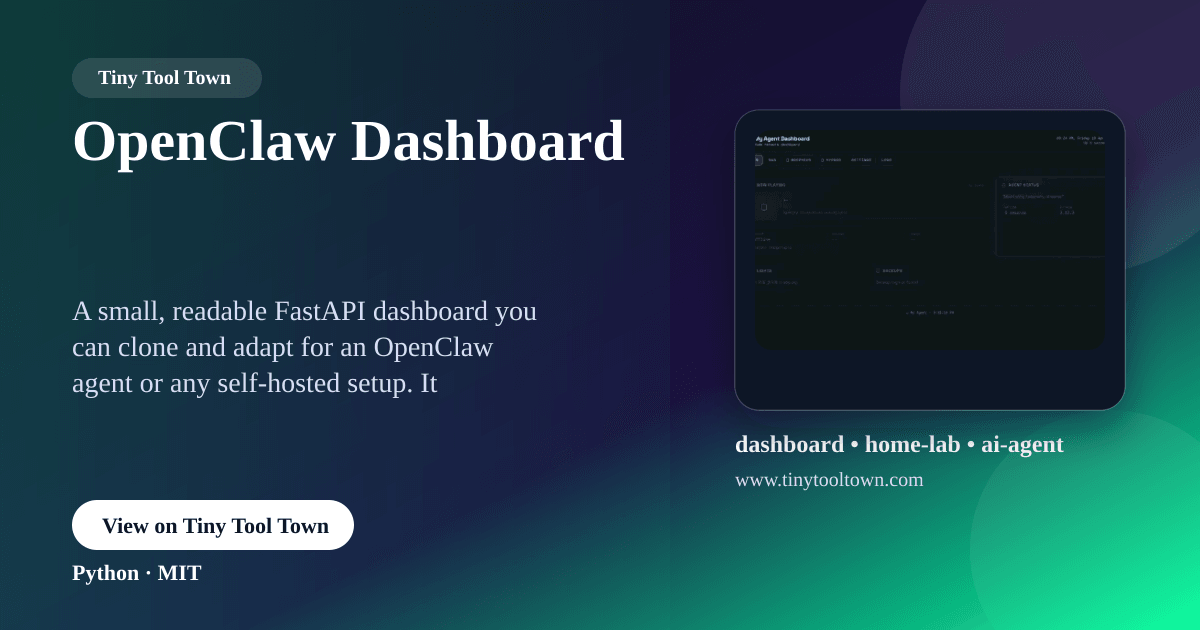 Tiny Tool Town
OpenClaw Dashboard
A small, readable FastAPI dashboard you
can clone and adapt for an OpenClaw
agent or any self-hosted setup. It
View on Tiny Tool Town
Python · MIT
Agent Dashboard
AGENT STATUS
dashboard • home-lab • ai-agent
www.tinytooltown.com